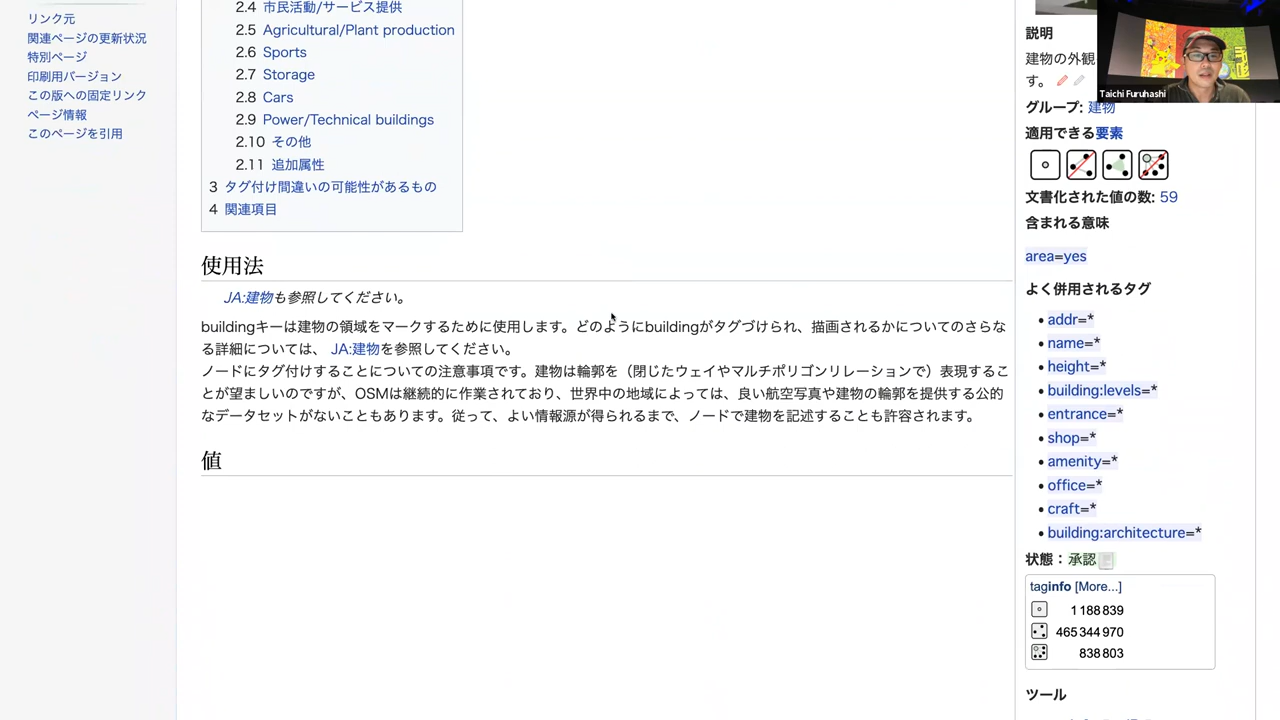 リンク元
関連ページの更新状況
特別ページ
印刷用バージョン
この版への固定リンク
ページ情報
このページを引用
2.4 市民活動/サービス提供
2.5 Agricultural/Plant production
2.6 Sports
2.7 Storage
2.8 Cars
2.9 Power/Technical buildings
2.10 その他
2.11 追加属性
3 タグ付け間違いの可能性があるもの
4 関連項目
使用法
JA:建物も参照してください。
buildingキーは建物の領域をマークするために使用します。どのようにbuildingがタグづけられ、描画されるかについてのさらな
る詳細については、 JA:建物を参照してください。
ノードにタグ付けすることについての注意事項です。建物は輪郭を（閉じたウェイやマルチポリゴンリレーションで）表現するこ
とが望ましいのですが、OSMは継続的に作業されており、世界中の地域によっては、良い航空写真や建物の輪郭を提供する公的
なデータセットがないこともあります。従って、よい情報源が得られるまで、ノードで建物を記述することも許容されます。
値
説明
建物の外観
す。
Taichi Furuhashi
グループ: 建物
適用できる要素
文書化された値の数: 59
含まれる意味
area=yes
よく併用されるタグ
• addr=*
• name=*
• height=*
• building:levels=*
• entrance=*
• shop=*
• amenity=*
• office=*
• craft=*
• building:architecture=*
状態：承認
taginfo [More...]
1 188 839
465 344 970
838 803
ツール